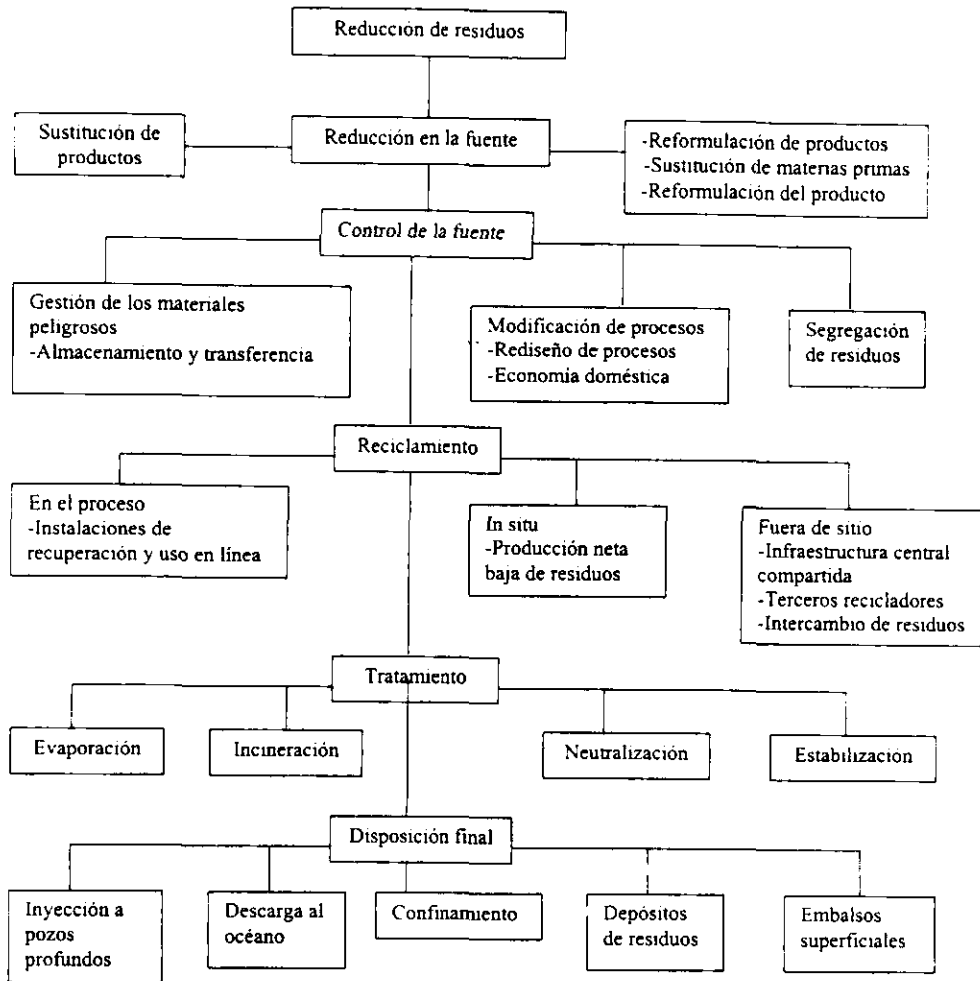 Reducción de residuos
Sustitución de
productos
Reducción en la fuente
-Reformulación de productos
-Sustitución de materias primas
-Reformulación del producto
Control de la fuente
Gestión de los materiales
peligrosos
-Almacenamiento y transferencia
Modificación de procesos
-Rediseño de procesos
-Economía doméstica
Segregación
de residuos
Reciclamiento
En el proceso
-Instalaciones de
recuperación y uso en línea
In situ
-Producción neta
baja de residuos
Fuera de sitio
-Infraestructura central
compartida
-Terceros recicladores
-Intercambio de residuos
Tratamiento
Evaporación
Incineración
Neutralización
Estabilización
Disposición final
Inyección a
pozos
profundos
Descarga al
océano
Confinamiento
Depósitos
de residuos
Embalsos
superficiales